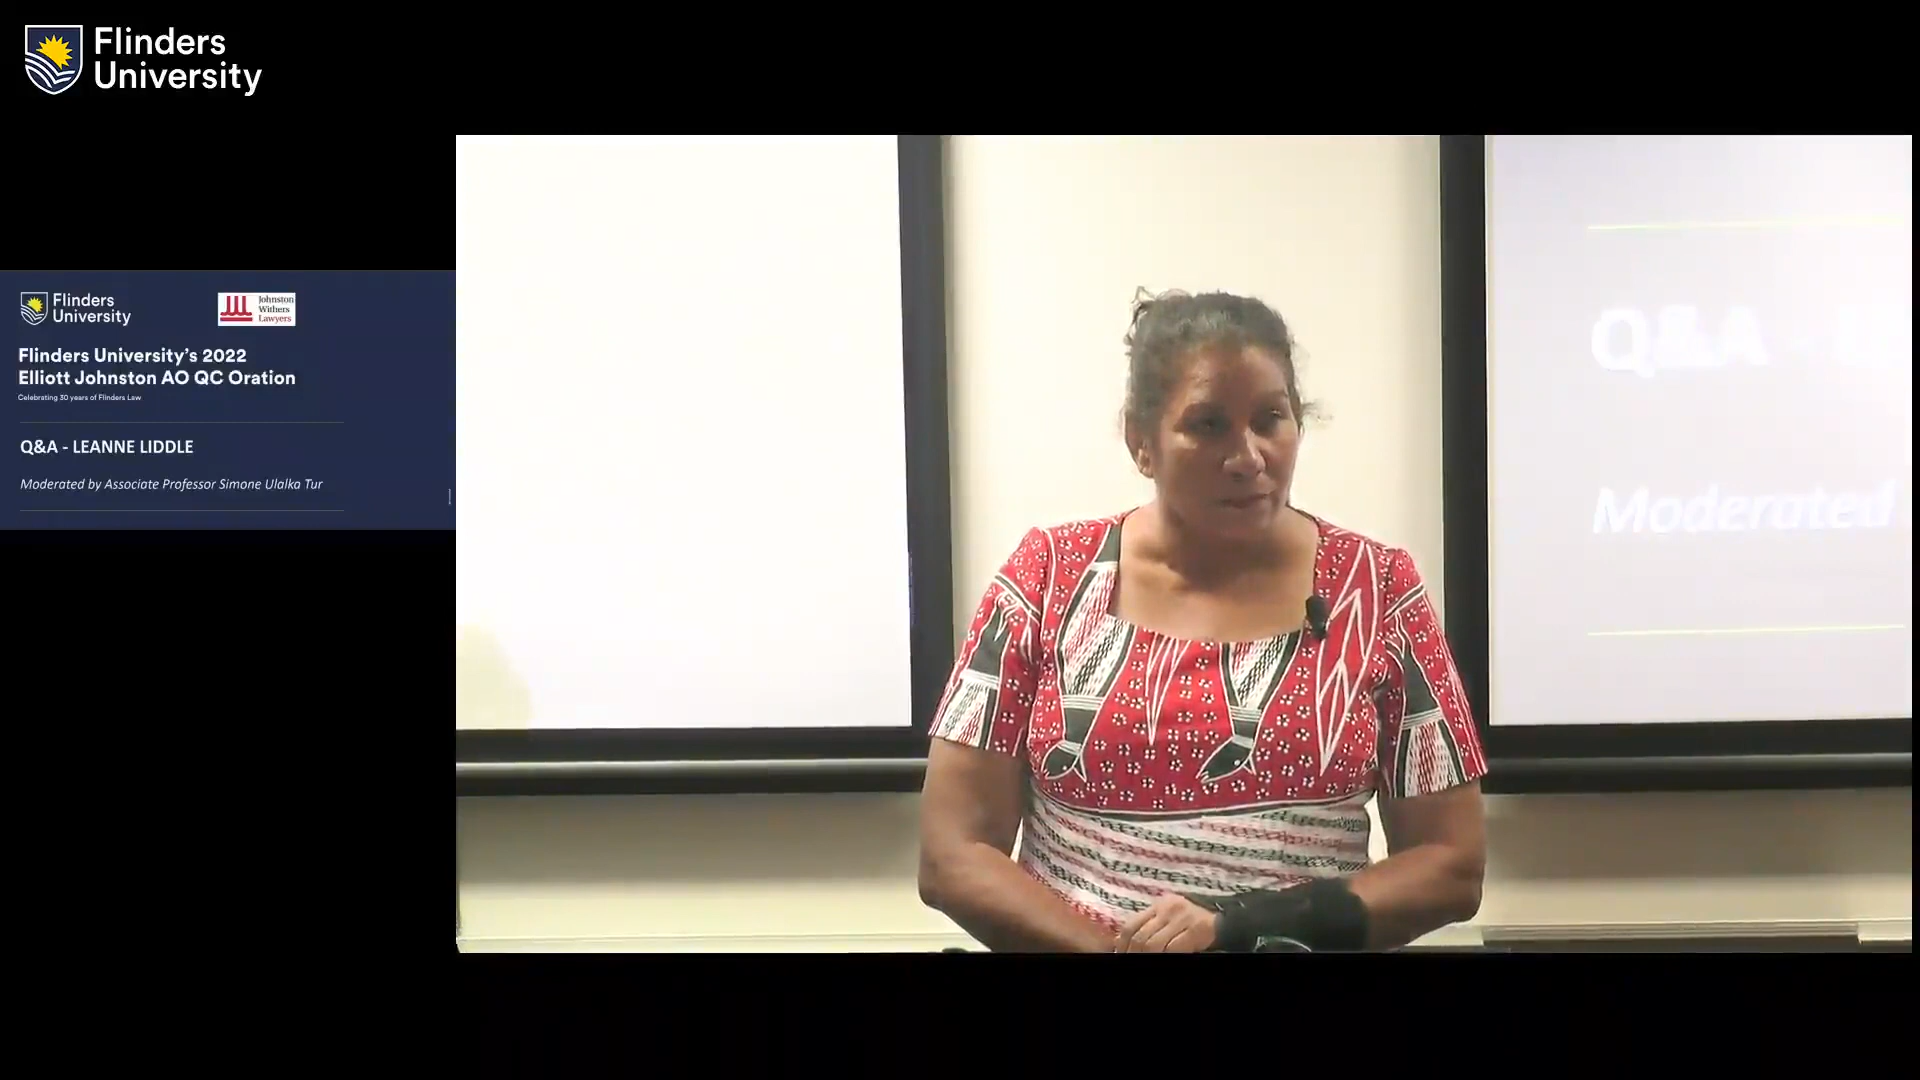 Flinders
University
Flinders
University
Johnston
Withers
Lawyers
Flinders University's 2022
Elliott Johnston AO QC Oration
Celebrating 30 years of Flinders Law
Q&A - LEANNE LIDDLE
Moderated by Associate Professor Simone Ulalka Tur
Q&A -
Moderated